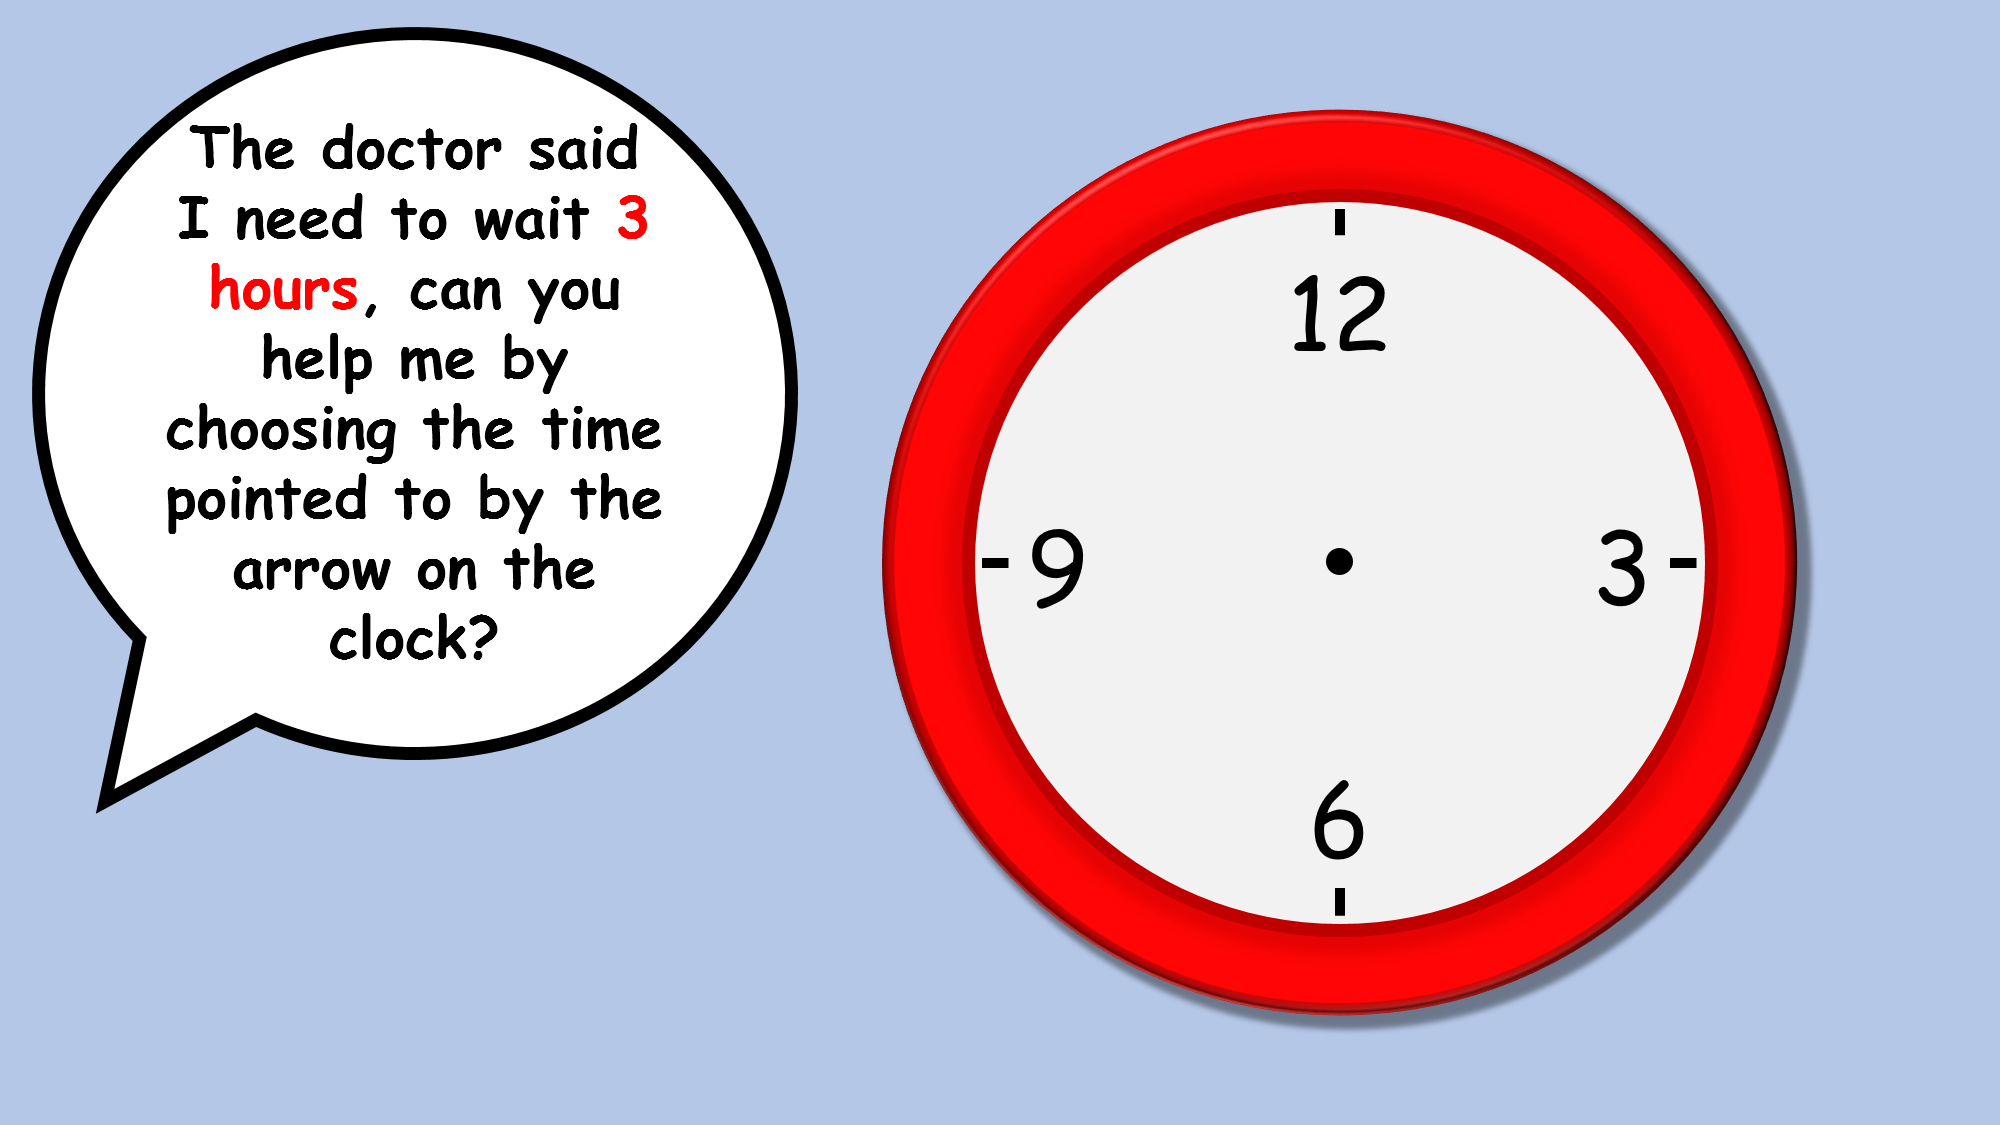 The doctor said
I need to wait 3
hours, can you
help me by
choosing the time
pointed to by the
arrow on the
clock?
12
9
3
6